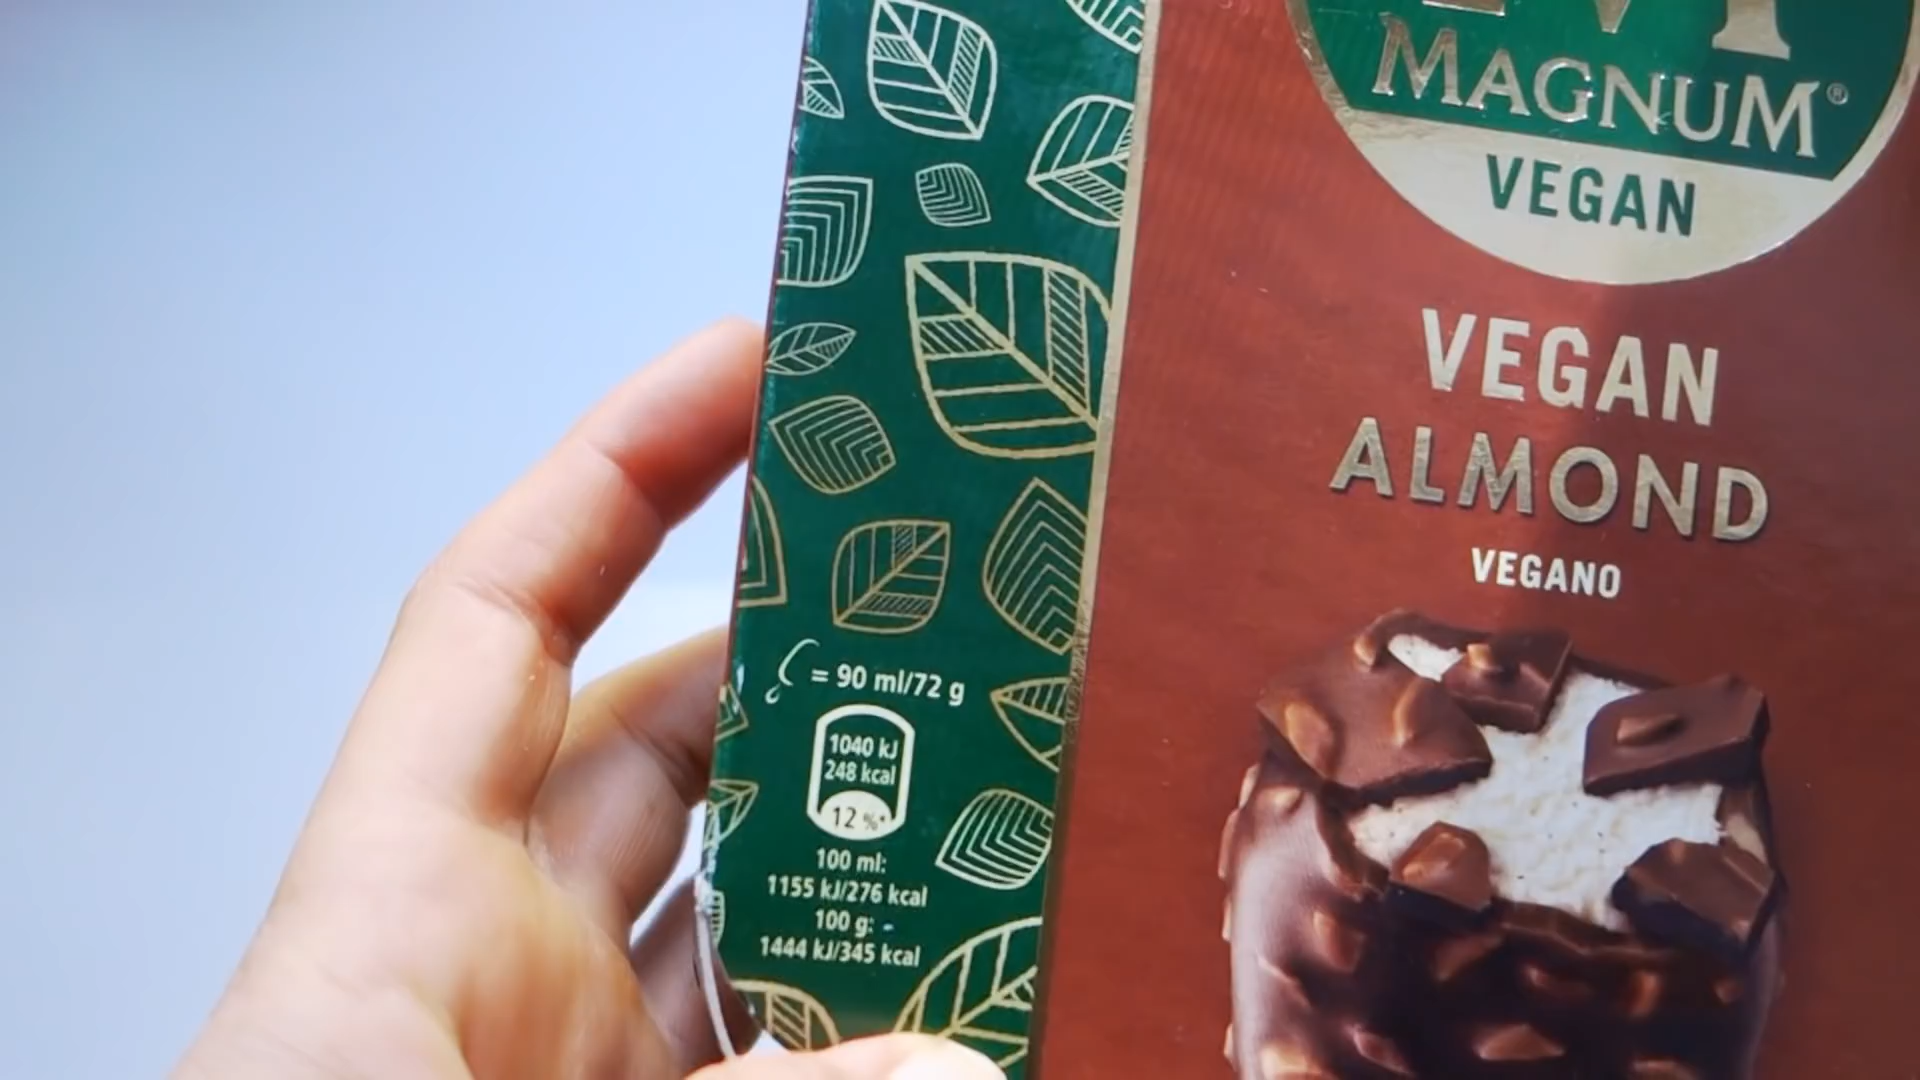 = 90 ml/72 g
1040 kJ
248 kcal
12 %*
100 ml:
1155 kJ/276 kcal
100 g:
1444 kJ/345 kcal
MAGNUM®
VEGAN
VEGAN
ALMOND
VEGANO